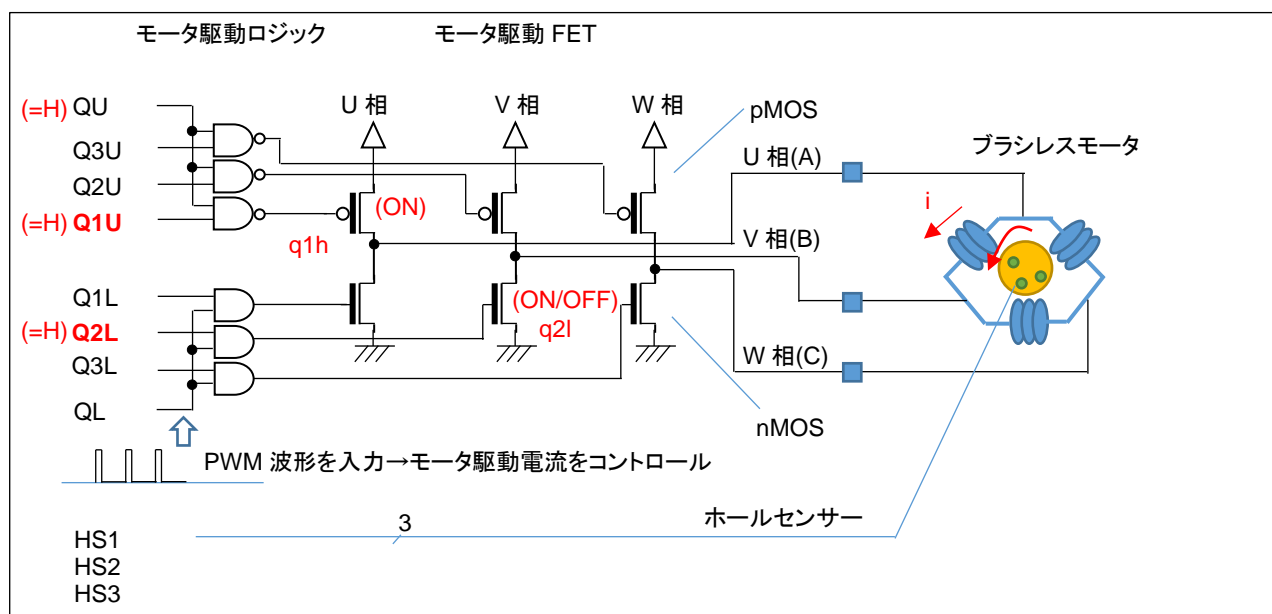 モータ駆動ロジック
モータ駆動 FET
(=H) QU
Q3U
Q2U
(=H) Q1U
U 相
V 相
W 相
pMOS
ブラシレスモータ
U 相(A)
(ON)
i
q1h
V 相(B)
Q1L
(=H) Q2L
Q3L
QL
(ON/OFF)
q2l
W 相(C)
nMOS
PWM 波形を入力→モータ駆動電流をコントロール
3
ホールセンサー
HS1
HS2
HS3